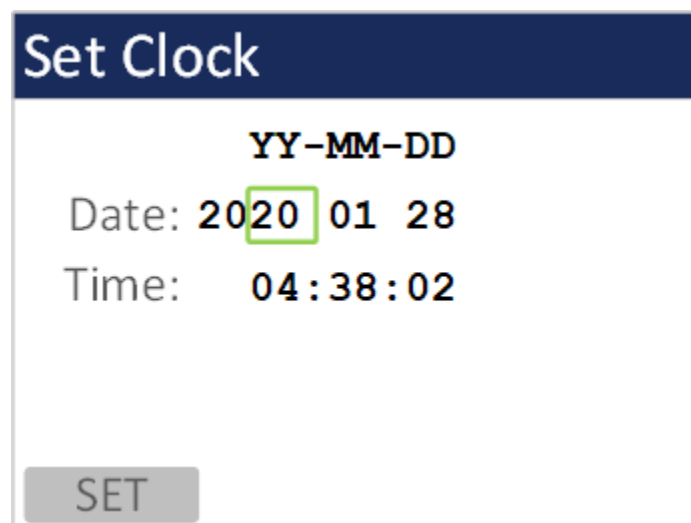 Set Clock
YY-MM-DD
Date: 2020 01 28
Time: 04:38:02
SET